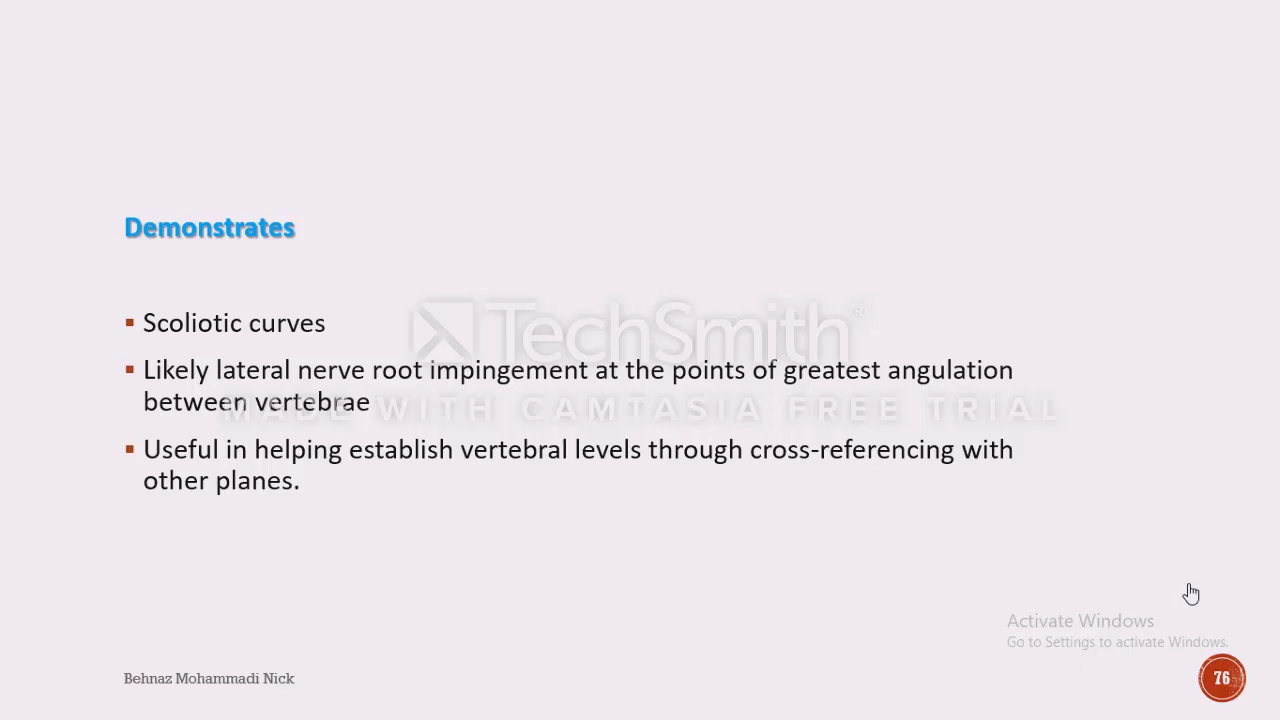 Demonstrates
▪ Scoliotic curves
▪ Likely lateral nerve root impingement at the points of greatest angulation
between vertebrae
▪ Useful in helping establish vertebral levels through cross-referencing with
other planes.
TechSmith®
MADE WITH CAMTASIA FREE TRIAL
Activate Windows
Go to Settings to activate Windows.
Behnaz Mohammadi Nick
76